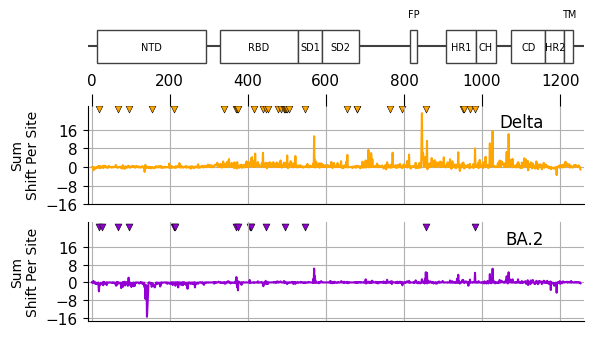 FP TM
NTD RBD SD1 SD2 HR1 CH CD HR2
0 200 400 600 800 1000 1200
Sum
Shift Per Site
16
8
0
−8
−16
Delta
Sum
Shift Per Site
16
8
0
−8
−16
BA.2